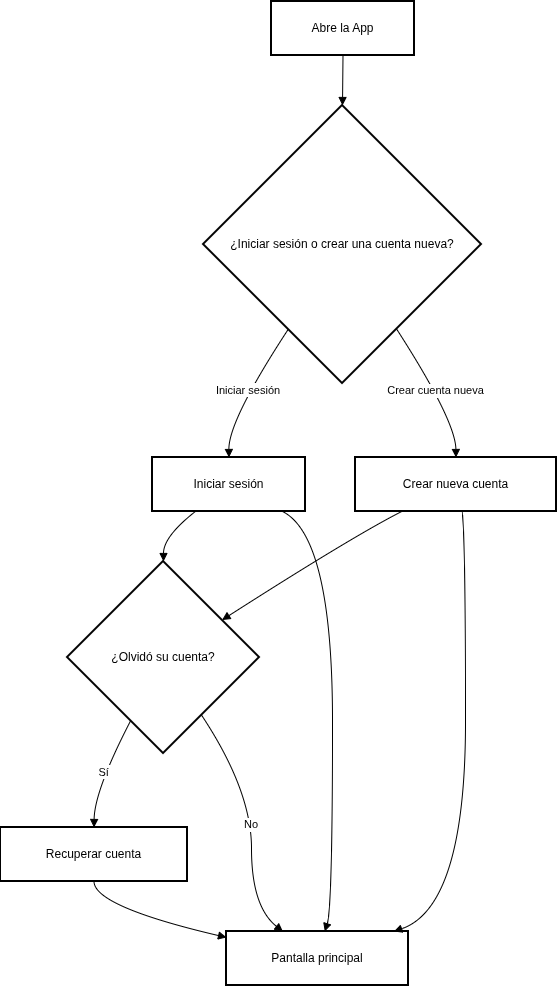 Abre la App
¿Iniciar sesión o crear una cuenta nueva?
Iniciar sesión
Crear cuenta nueva
Iniciar sesión
Crear nueva cuenta
¿Olvidó su cuenta?
Sí
No
Recuperar cuenta
Pantalla principal